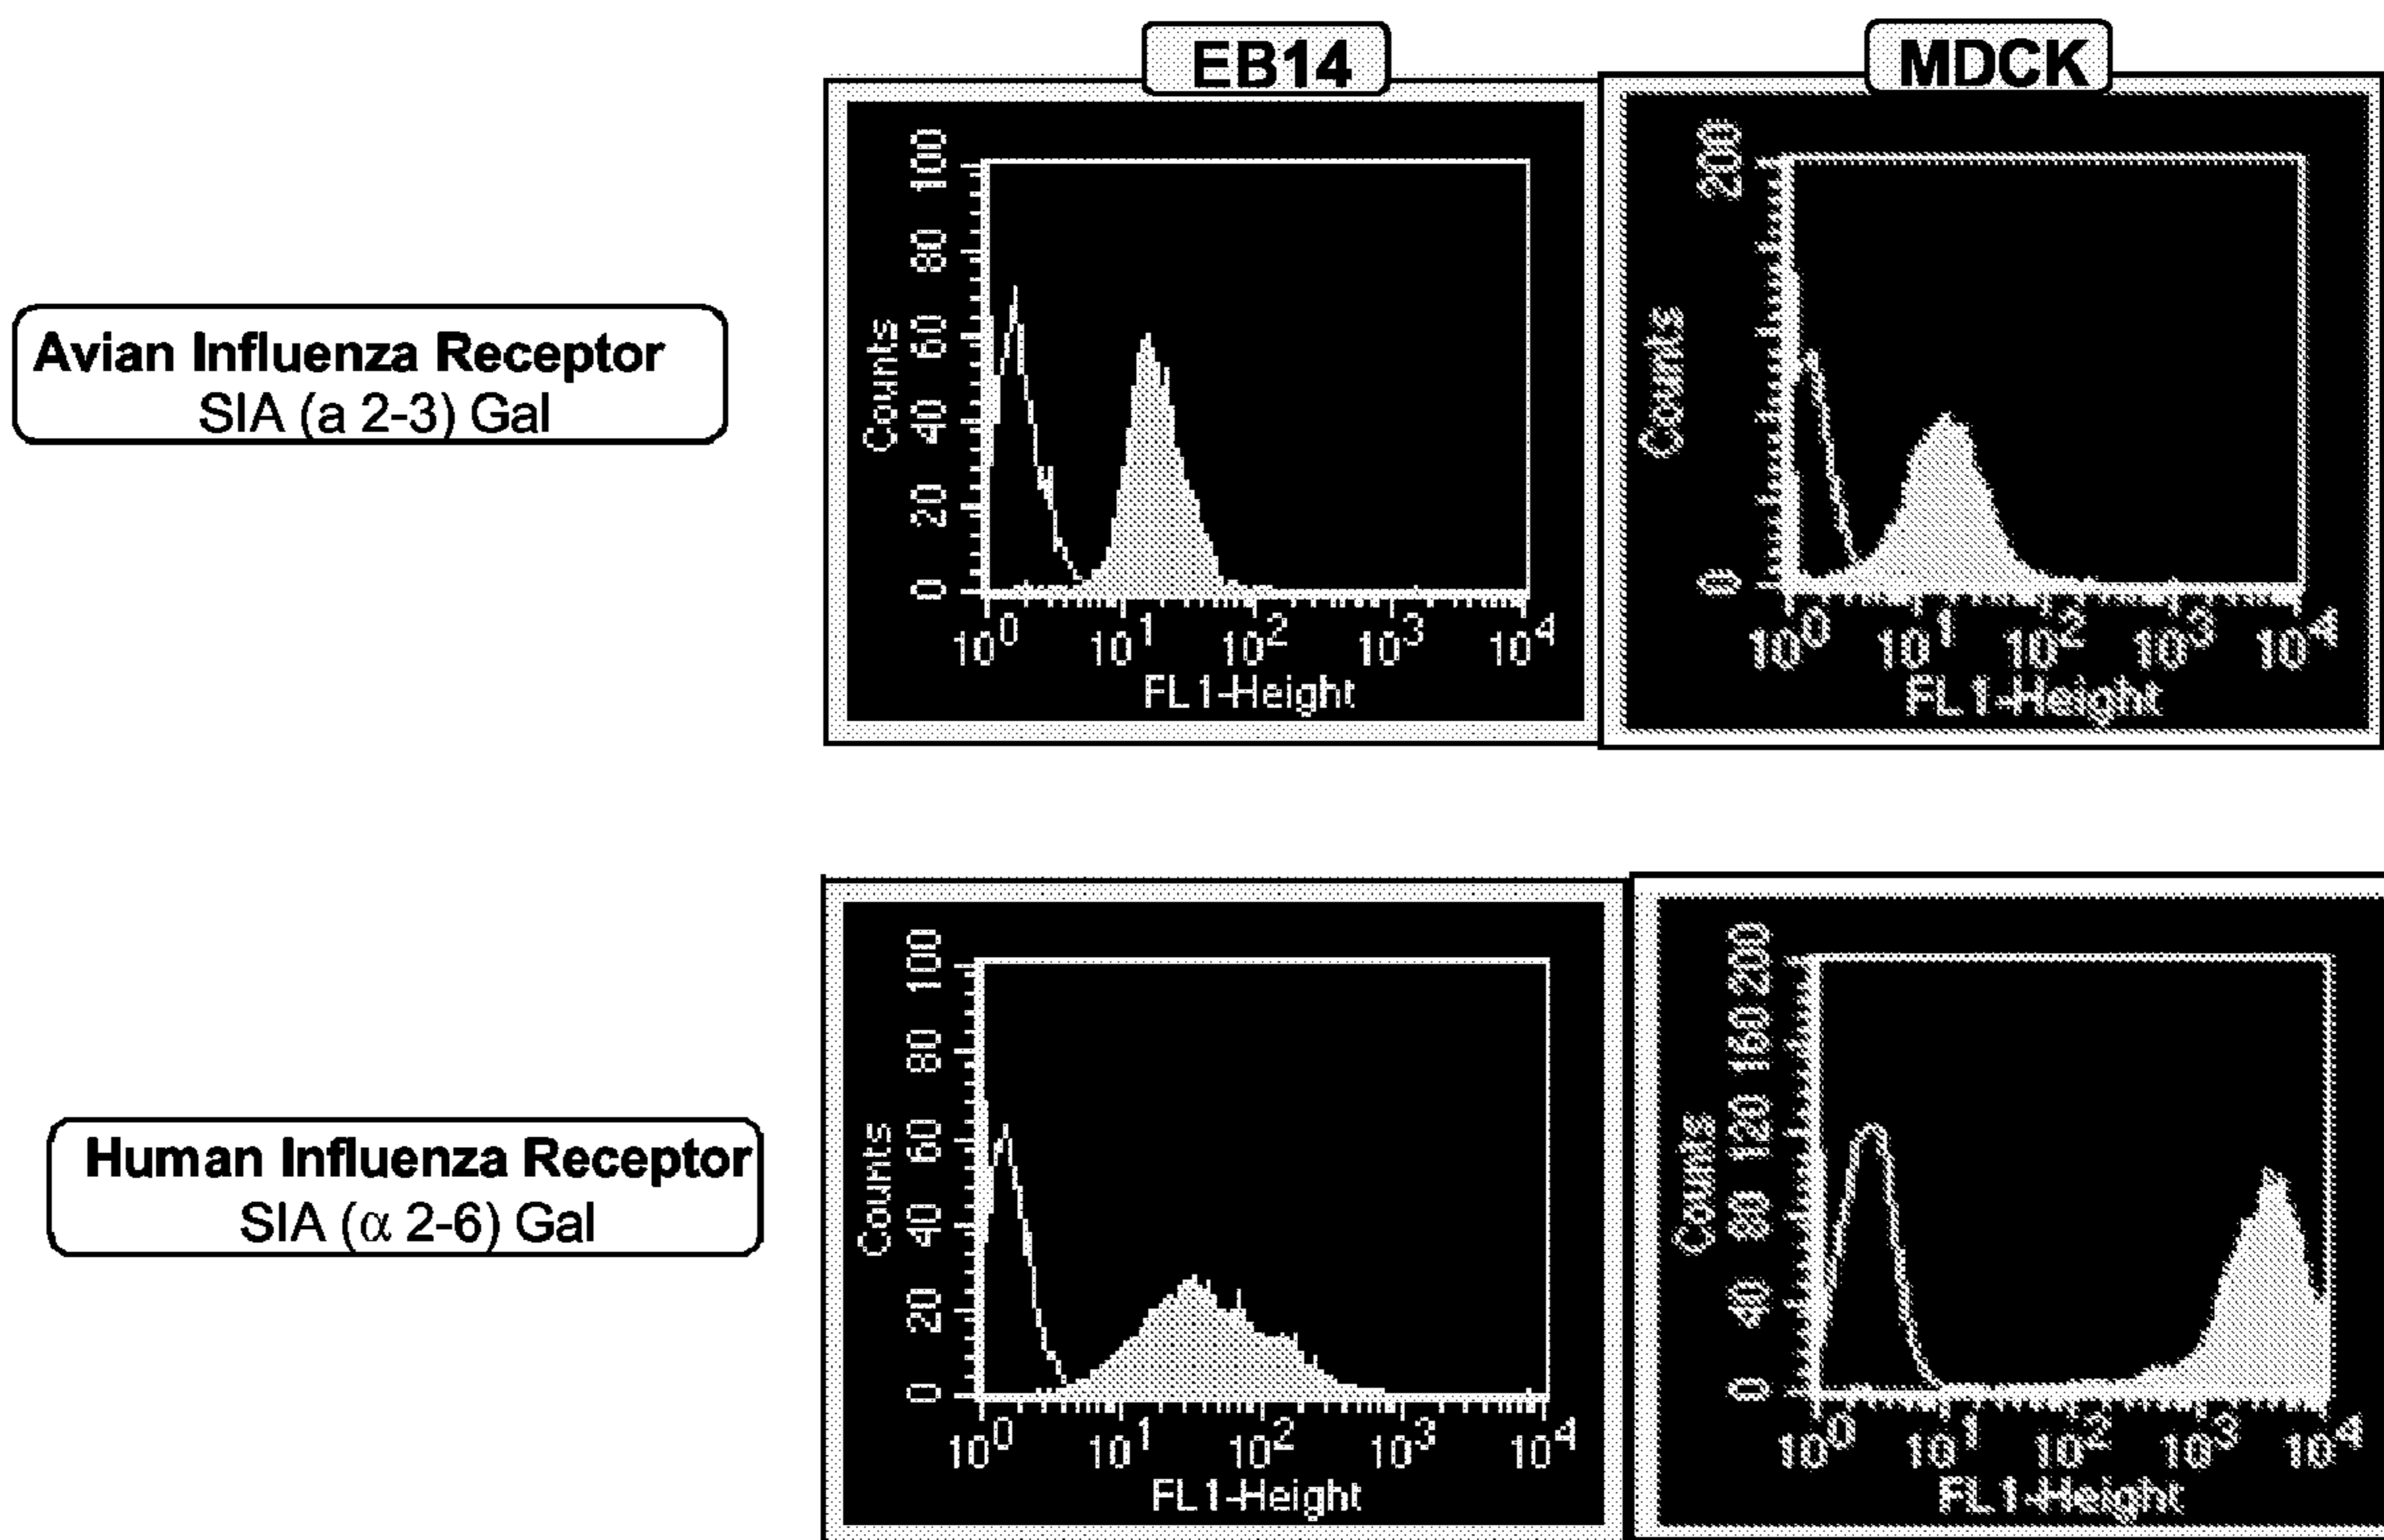 EB14
MDCK
Avian Influenza Receptor
SIA (a 2-3) Gal
Counts
100
80
60
40
20
0
10^0 10^1 10^2 10^3 10^4
FL1-Height
Counts
200
0
10^0 10^1 10^2 10^3 10^4
FL1-Height
Human Influenza Receptor
SIA (α 2-6) Gal
Counts
100
80
60
40
20
0
10^0 10^1 10^2 10^3 10^4
FL1-Height
Counts
200
160
120
80
40
0
10^0 10^1 10^2 10^3 10^4
FL1-Height